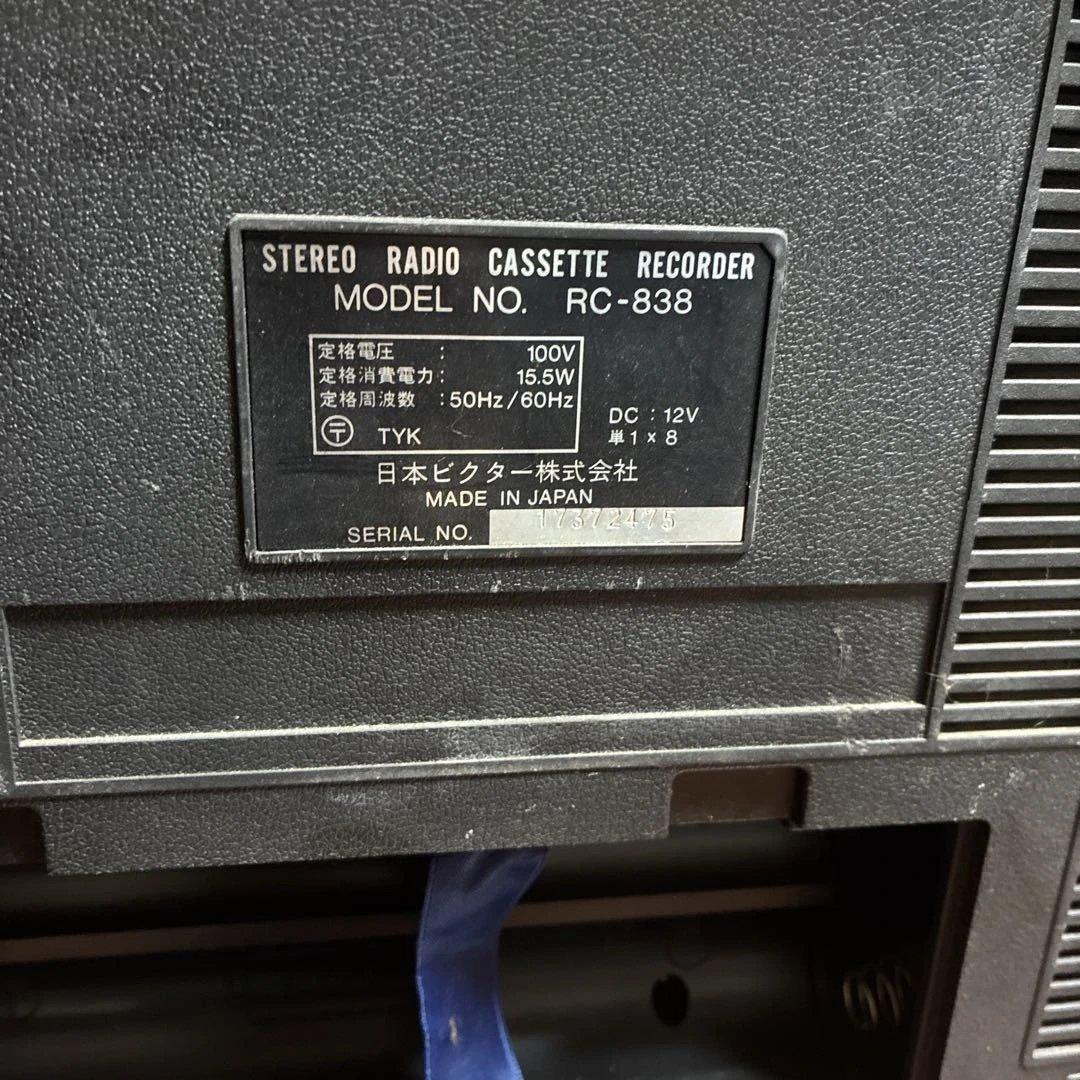 STEREO RADIO CASSETTE RECORDER
MODEL NO. RC-838
定格電圧 : 100V
定格消費電力 : 15.5W
定格周波数 : 50Hz/60Hz
〶 TYK
DC : 12V
単1×8
日本ビクター株式会社
MADE IN JAPAN
SERIAL NO. 17372475